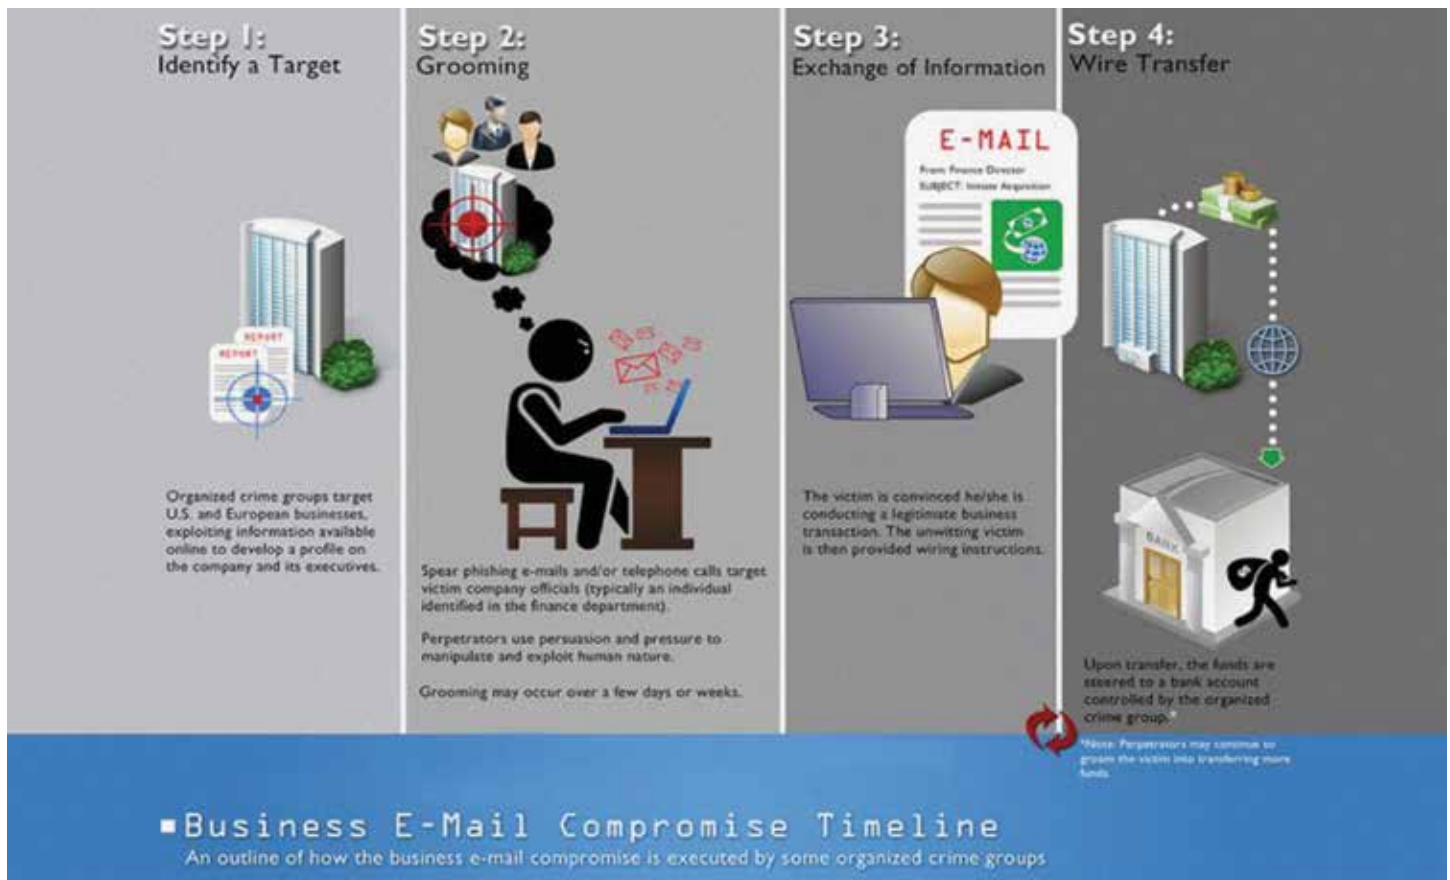 Step 1:
Identify a Target
REPORT
REPORT
Organized crime groups target
U.S. and European businesses,
exploiting information available
online to develop a profile on
the company and its executives.
Step 2:
Grooming
Spear phishing e-mails and/or telephone calls target
victim company officials (typically an individual
identified in the finance department).
Perpetrators use persuasion and pressure to
manipulate and exploit human nature.
Grooming may occur over a few days or weeks.
Step 3:
Exchange of Information
E-MAIL
From: Finance Director
SUBJECT: Initiate Acquisition
The victim is convinced he/she is
conducting a legitimate business
transaction. The unwitting victim
is then provided wiring instructions.
Step 4:
Wire Transfer
BANK
Upon transfer, the funds are
steered to a bank account
controlled by the organized
crime group.*
*Note: Perpetrators may continue to
groom the victim into transferring more
funds.
Business E-Mail Compromise Timeline
An outline of how the business e-mail compromise is executed by some organized crime groups